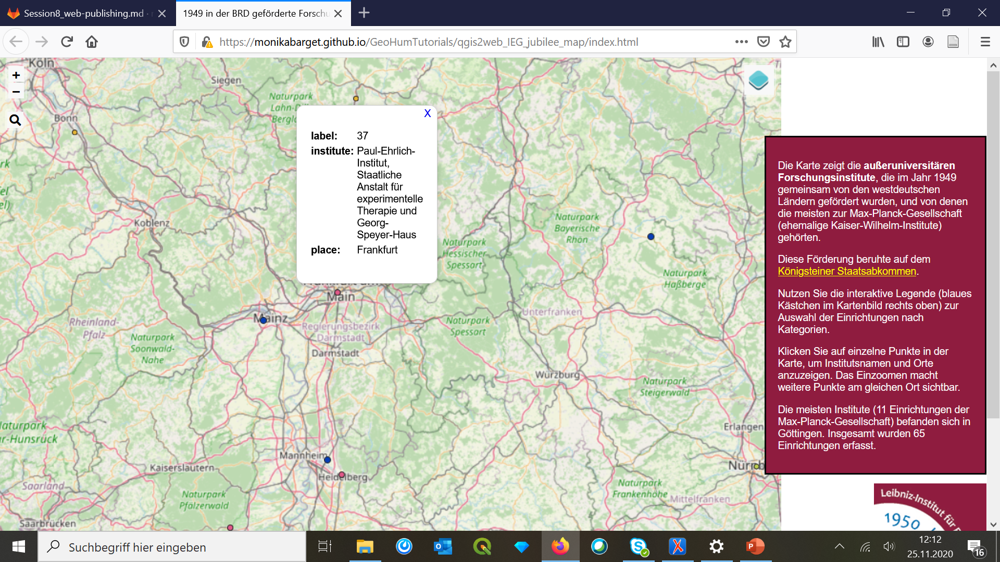 Session8_web-publishing.md
1949 in der BRD geförderte Forschu
https://monikabarget.github.io/GeoHumTutorials/qgis2web_IEG_jubilee_map/index.html
+
−
Köln
Siegen
Naturpark
Bonn
X
label: 37
institute: Paul-Ehrlich-
Institut,
Staatliche
Anstalt für
experimentelle
Therapie und
Georg-
Speyer-Haus
place: Frankfurt
Koblenz
Naturpark
Bayerische
Rhön
Naturpark
Hessischer
Spessart
Naturpark
Haßberge
Main
Mainz
Rheinland-
Pfalz
Regierungsbezirk
Darmstadt
Darmstadt
Naturpark
Spessart
Unterfranken
Naturpark
Soonwald-
Nahe
Würzburg
Naturpark
Steigerwald
Erlangen
Mannheim
Kaiserslautern
Heidelberg
Nürnb
Saarland
Naturpark
Pfälzerwald
Naturpark
Frankenhöhe
Mittelfranken
Saarbrücken
Die Karte zeigt die außeruniversitären
Forschungsinstitute, die im Jahr 1949
gemeinsam von den westdeutschen
Ländern gefördert wurden, und von denen
die meisten zur Max-Planck-Gesellschaft
(ehemalige Kaiser-Wilhelm-Institute)
gehörten.
Diese Förderung beruhte auf dem
Königsteiner Staatsabkommen.
Nutzen Sie die interaktive Legende (blaues
Kästchen im Kartenbild rechts oben) zur
Auswahl der Einrichtungen nach
Kategorien.
Klicken Sie auf einzelne Punkte in der
Karte, um Institutsnamen und Orte
anzuzeigen. Das Einzoomen macht
weitere Punkte am gleichen Ort sichtbar.
Die meisten Institute (11 Einrichtungen der
Max-Planck-Gesellschaft) befanden sich in
Göttingen. Insgesamt wurden 65
Einrichtungen erfasst.
Leibniz-Institut für
1950
Suchbegriff hier eingeben
12:12
25.11.2020
16